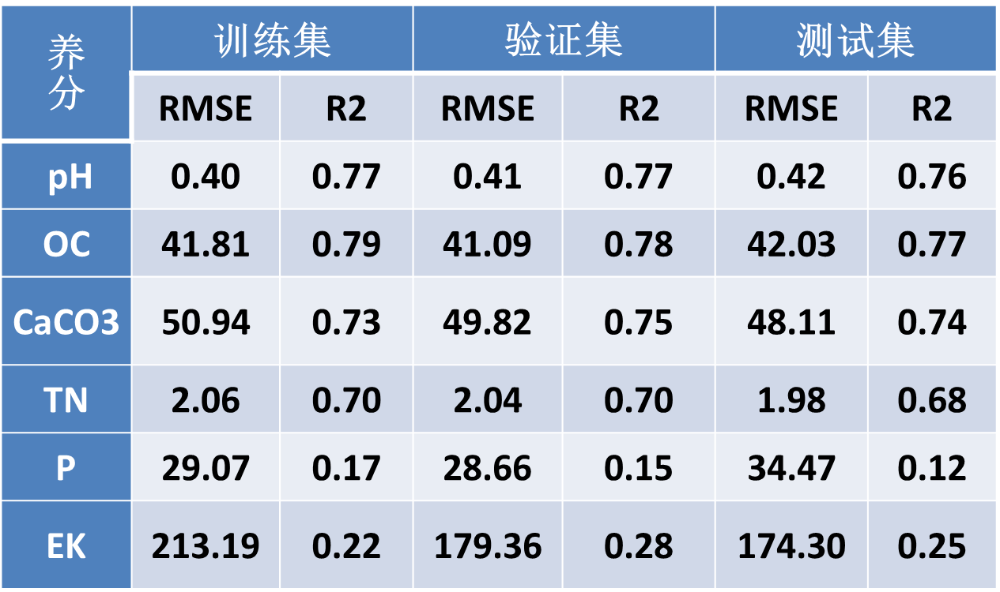 养分 训练集 验证集 测试集
RMSE R2 RMSE R2 RMSE R2
pH 0.40 0.77 0.41 0.77 0.42 0.76
OC 41.81 0.79 41.09 0.78 42.03 0.77
CaCO3 50.94 0.73 49.82 0.75 48.11 0.74
TN 2.06 0.70 2.04 0.70 1.98 0.68
P 29.07 0.17 28.66 0.15 34.47 0.12
EK 213.19 0.22 179.36 0.28 174.30 0.25